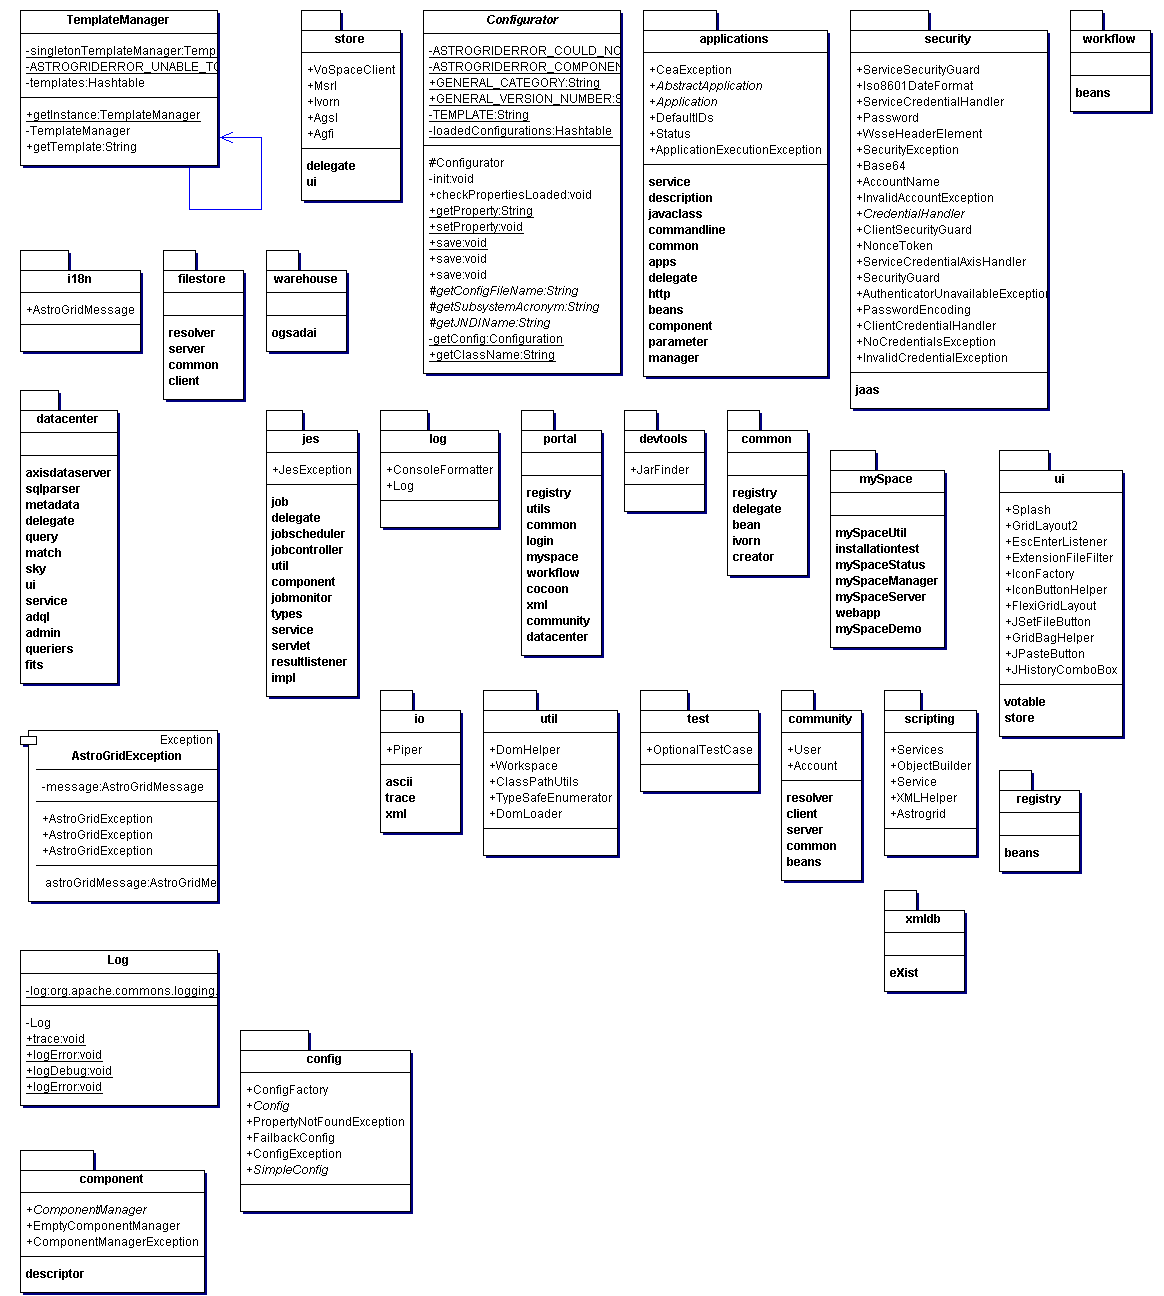 TemplateManager
-singletonTemplateManager:Temp
-ASTROGRIDERROR_UNABLE_TO
-templates:Hashtable
+getInstance:TemplateManager
-TemplateManager
+getTemplate:String
store
+VoSpaceClient
+Msrl
+Ivorn
+Agsl
+Agfi
delegate
ui
Configurator
-ASTROGRIDERROR_COULD_NO
-ASTROGRIDERROR_COMPONEN
+GENERAL_CATEGORY:String
+GENERAL_VERSION_NUMBER:S
-TEMPLATE:String
-loadedConfigurations:Hashtable
#Configurator
-init:void
+checkPropertiesLoaded:void
+getProperty:String
+setProperty:void
+save:void
+save:void
+save:void
#getConfigFileName:String
#getSubsystemAcronym:String
#getJNDIName:String
-getConfig:Configuration
+getClassName:String
applications
+CeaException
+AbstractApplication
+Application
+DefaultIDs
+Status
+ApplicationExecutionException
service
description
javaclass
commandline
common
apps
delegate
http
beans
component
parameter
manager
security
+ServiceSecurityGuard
+Iso8601DateFormat
+ServiceCredentialHandler
+Password
+WsseHeaderElement
+SecurityException
+Base64
+AccountName
+InvalidAccountException
+CredentialHandler
+ClientSecurityGuard
+NonceToken
+ServiceCredentialAxisHandler
+SecurityGuard
+AuthenticatorUnavailableException
+PasswordEncoding
+ClientCredentialHandler
+NoCredentialsException
+InvalidCredentialException
jaas
workflow
beans
i18n
+AstroGridMessage
filestore
resolver
server
common
client
warehouse
ogsadai
datacenter
axisdataserver
sqlparser
metadata
delegate
query
match
sky
ui
service
adql
admin
queriers
fits
jes
+JesException
job
delegate
jobscheduler
jobcontroller
util
component
jobmonitor
types
service
servlet
resultlistener
impl
log
+ConsoleFormatter
+Log
portal
registry
utils
common
login
myspace
workflow
cocoon
xml
community
datacenter
devtools
+JarFinder
common
registry
delegate
bean
ivorn
creator
mySpace
mySpaceUtil
installationtest
mySpaceStatus
mySpaceManager
mySpaceServer
webapp
mySpaceDemo
ui
+Splash
+GridLayout2
+EscEnterListener
+ExtensionFileFilter
+IconFactory
+IconButtonHelper
+FlexiGridLayout
+JSetFileButton
+GridBagHelper
+JPasteButton
+JHistoryComboBox
votable
store
Exception
AstroGridException
-message:AstroGridMessage
+AstroGridException
+AstroGridException
+AstroGridException
astroGridMessage:AstroGridMe
io
+Piper
ascii
trace
xml
util
+DomHelper
+Workspace
+ClassPathUtils
+TypeSafeEnumerator
+DomLoader
test
+OptionalTestCase
community
+User
+Account
resolver
client
server
common
beans
scripting
+Services
+ObjectBuilder
+Service
+XMLHelper
+Astrogrid
registry
beans
xmldb
eXist
Log
-log:org.apache.commons.logging.
-Log
+trace:void
+logError:void
+logDebug:void
+logError:void
config
+ConfigFactory
+Config
+PropertyNotFoundException
+FailbackConfig
+ConfigException
+SimpleConfig
component
+ComponentManager
+EmptyComponentManager
+ComponentManagerException
descriptor